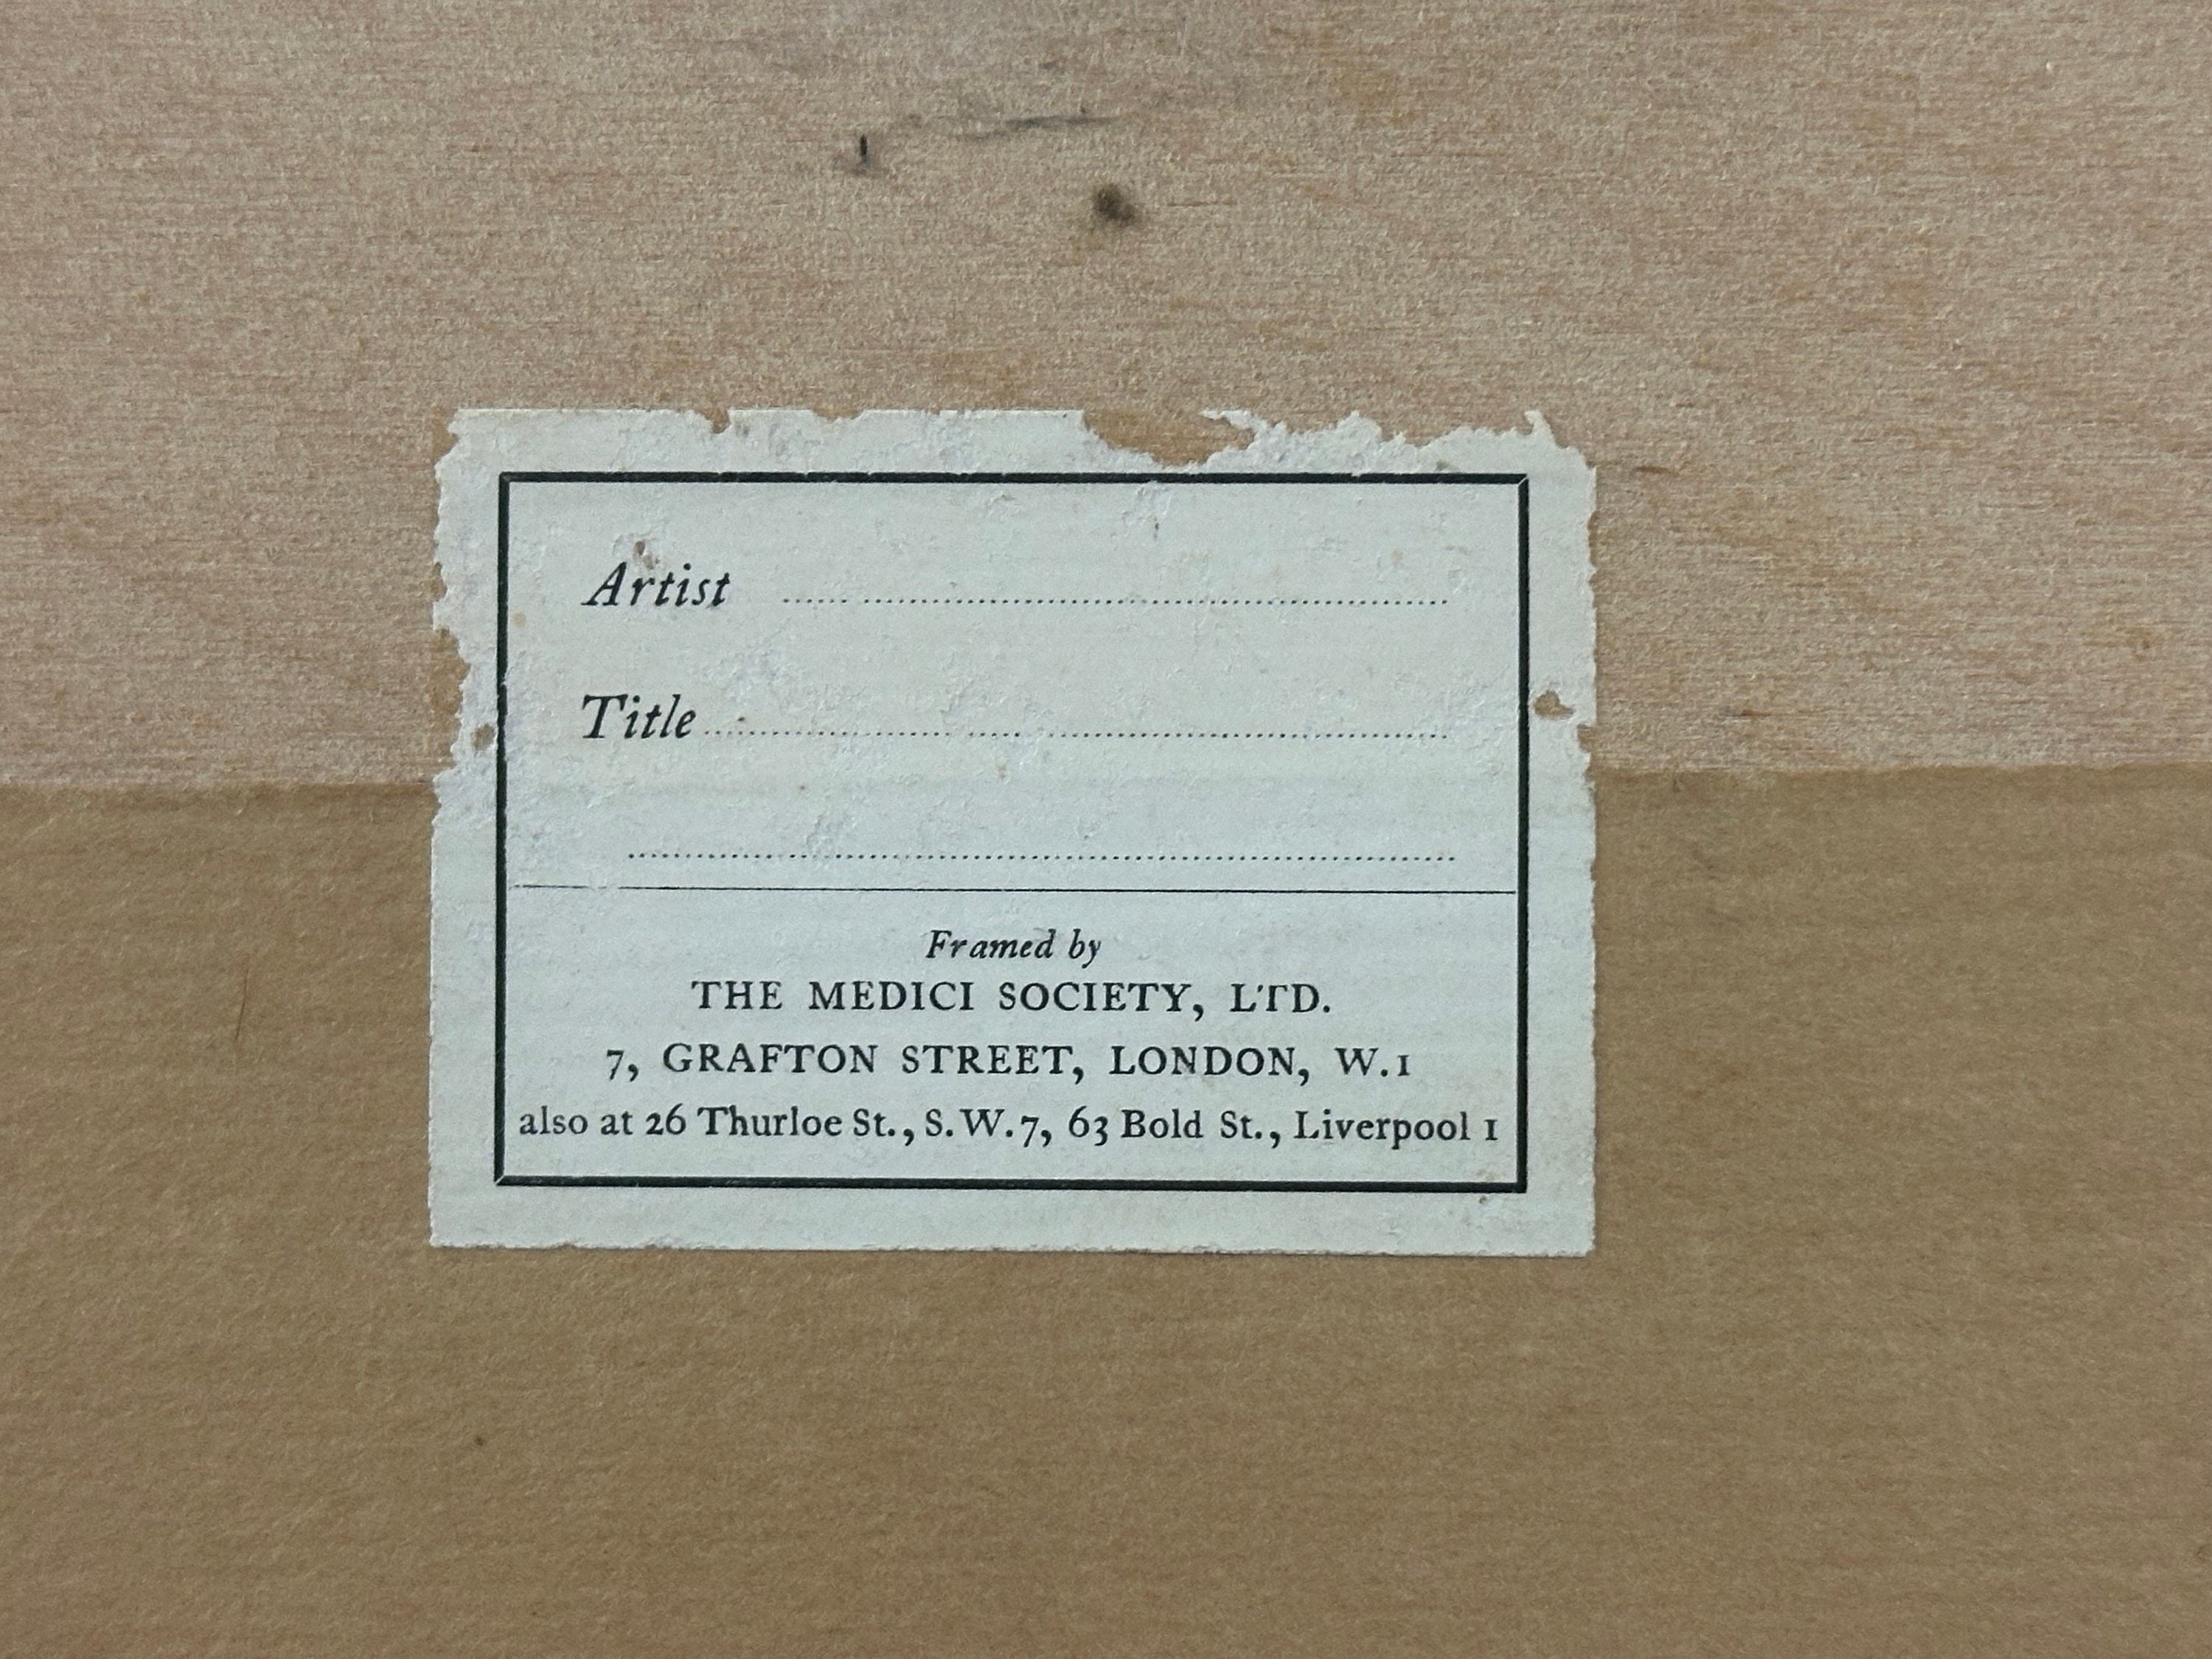 Artist
Title
Framed by
THE MEDICI SOCIETY, LTD.
7, GRAFTON STREET, LONDON, W.1
also at 26 Thurloe St., S.W.7, 63 Bold St., Liverpool 1